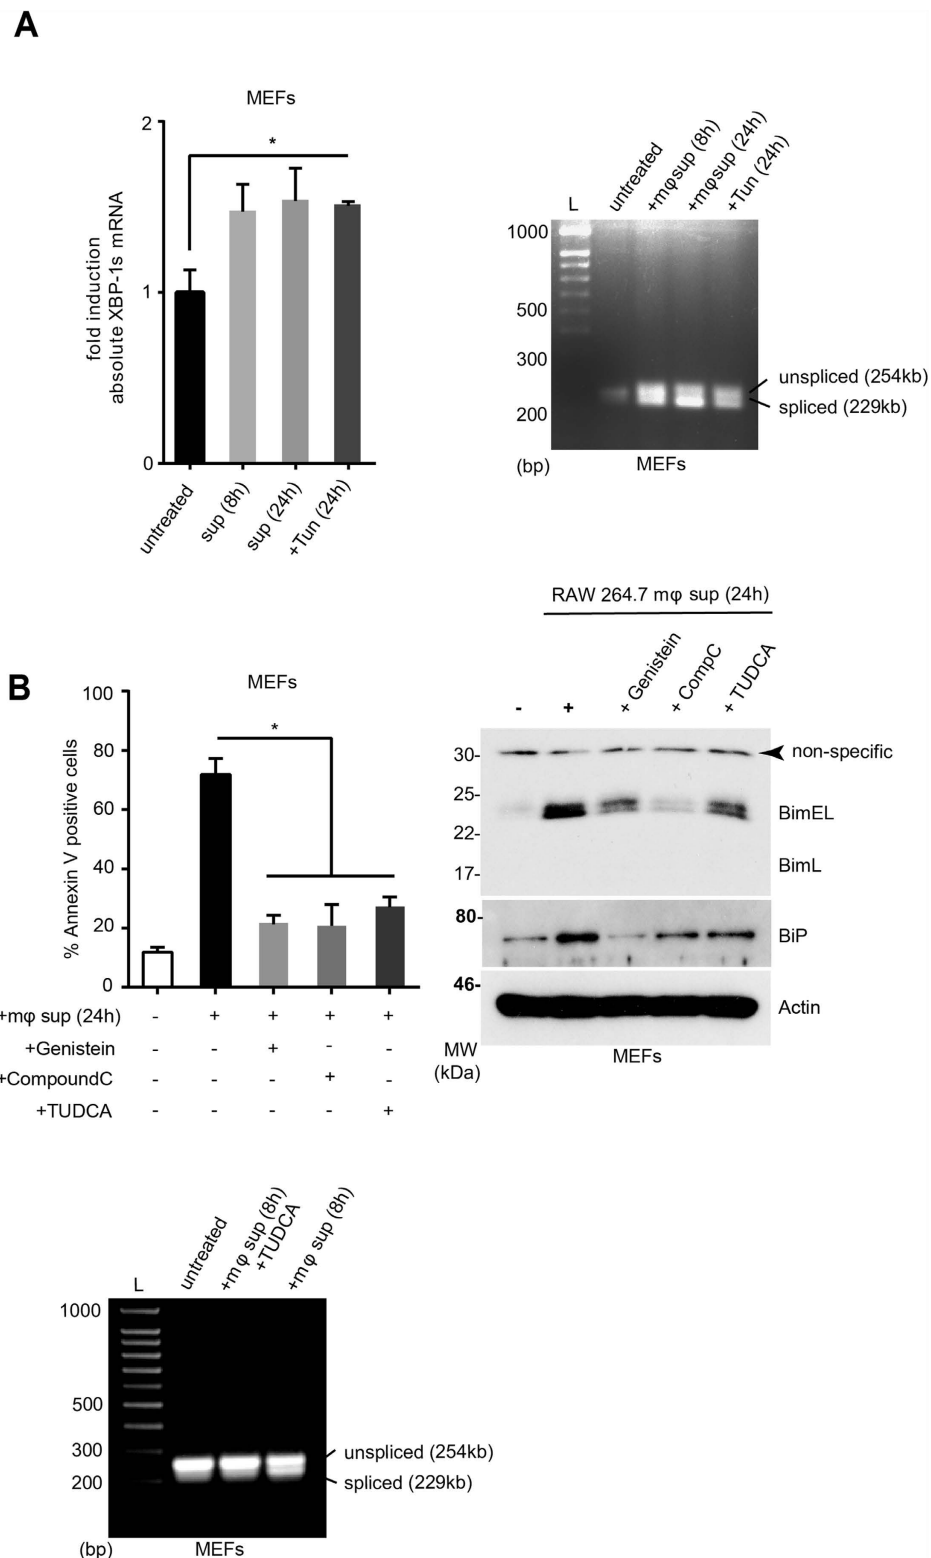 A
MEFs
2
*
1
0
fold induction
absolute XBP-1s mRNA
untreated
sup (8h)
sup (24h)
+Tun (24h)
L
untreated
+mφsup (8h)
+mφsup (24h)
+Tun (24h)
1000
500
300
200
unspliced (254kb)
spliced (229kb)
(bp)
MEFs
B
MEFs
100
80
60
40
20
0
*
% Annexin V positive cells
+mφ sup (24h) - + + + +
+Genistein - - + - -
+CompoundC - - - + -
+TUDCA - - - - +
RAW 264.7 mφ sup (24h)
- + + Genistein + CompC + TUDCA
30-
non-specific
25-
BimEL
22-
BimL
17-
80-
BiP
46-
Actin
MW
(kDa)
MEFs
L
untreated
+mφ sup (8h)
+TUDCA
+mφ sup (8h)
1000
500
300
200
unspliced (254kb)
spliced (229kb)
(bp)
MEFs